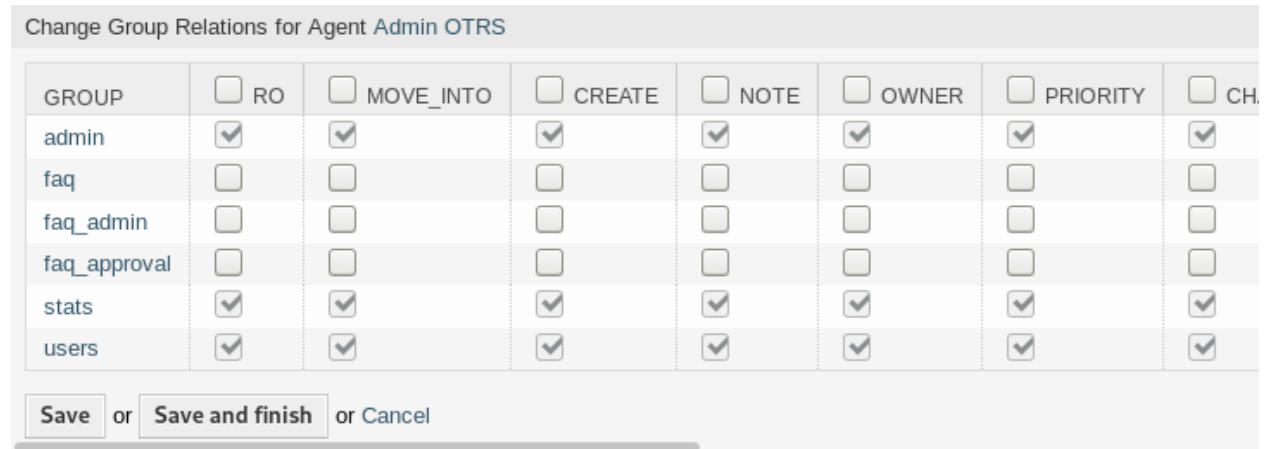 Change Group Relations for Agent Admin OTRS
GROUP RO MOVE_INTO CREATE NOTE OWNER PRIORITY
admin
faq
faq_admin
faq_approval
stats
users
Save or Save and finish or Cancel